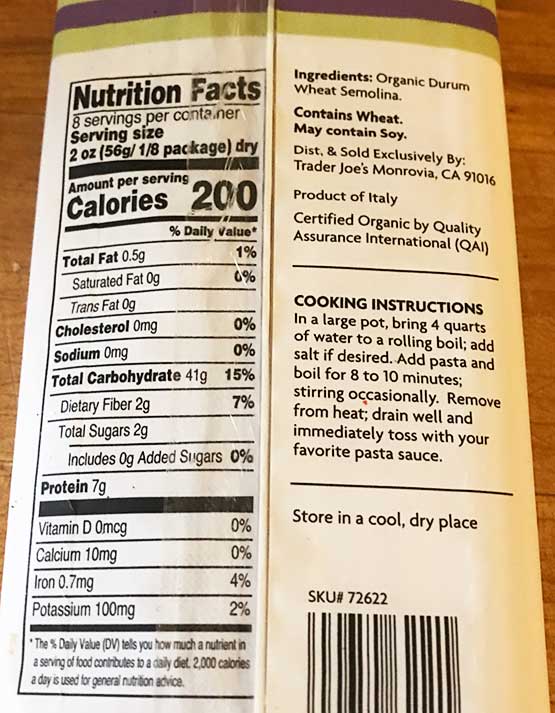 Nutrition Facts
8 servings per container
Serving size
2 oz (56g/ 1/8 package) dry
Amount per serving
Calories 200
% Daily Value*
Total Fat 0.5g 1%
Saturated Fat 0g 0%
Trans Fat 0g
Cholesterol 0mg 0%
Sodium 0mg 0%
Total Carbohydrate 41g 15%
Dietary Fiber 2g 7%
Total Sugars 2g
Includes 0g Added Sugars 0%
Protein 7g
Vitamin D 0mcg 0%
Calcium 10mg 0%
Iron 0.7mg 4%
Potassium 100mg 2%
* The % Daily Value (DV) tells you how much a nutrient in
a serving of food contributes to a daily diet. 2,000 calories
a day is used for general nutrition advice.
Ingredients: Organic Durum
Wheat Semolina.
Contains Wheat.
May contain Soy.
Dist, & Sold Exclusively By:
Trader Joe's Monrovia, CA 91016
Product of Italy
Certified Organic by Quality
Assurance International (QAI)
COOKING INSTRUCTIONS
In a large pot, bring 4 quarts
of water to a rolling boil; add
salt if desired. Add pasta and
boil for 8 to 10 minutes;
stirring occasionally. Remove
from heat; drain well and
immediately toss with your
favorite pasta sauce.
Store in a cool, dry place
SKU# 72622